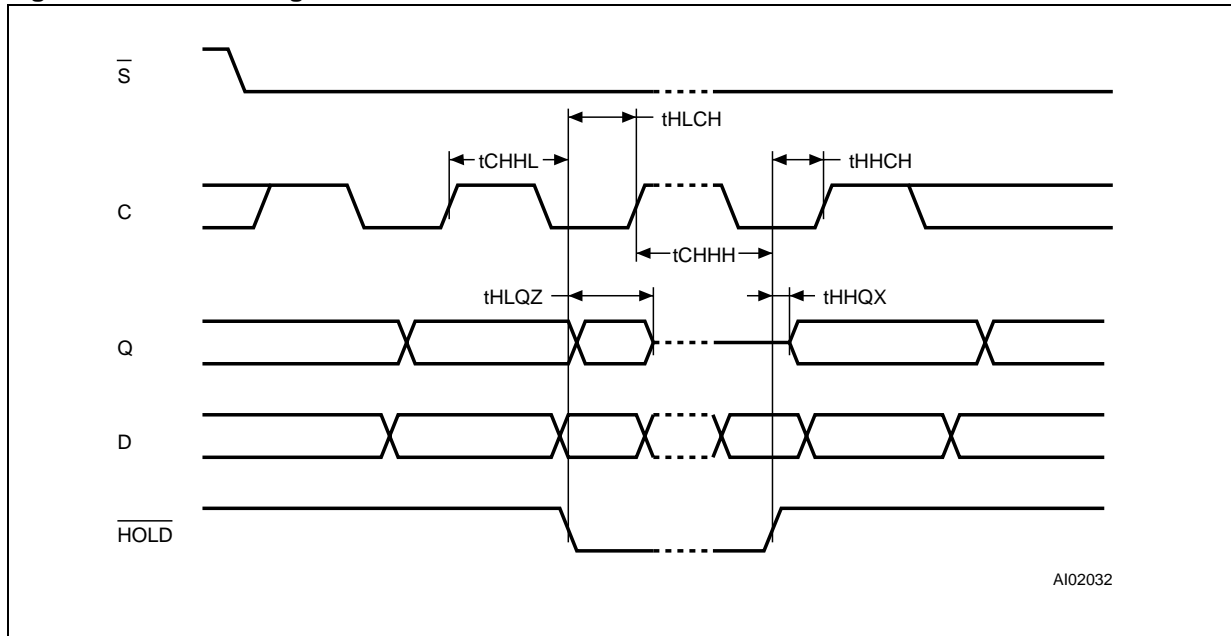 S
tHLCH
tCHHL
tHHCH
C
tCHHH
tHLQZ
tHHQX
Q
D
HOLD
AI02032